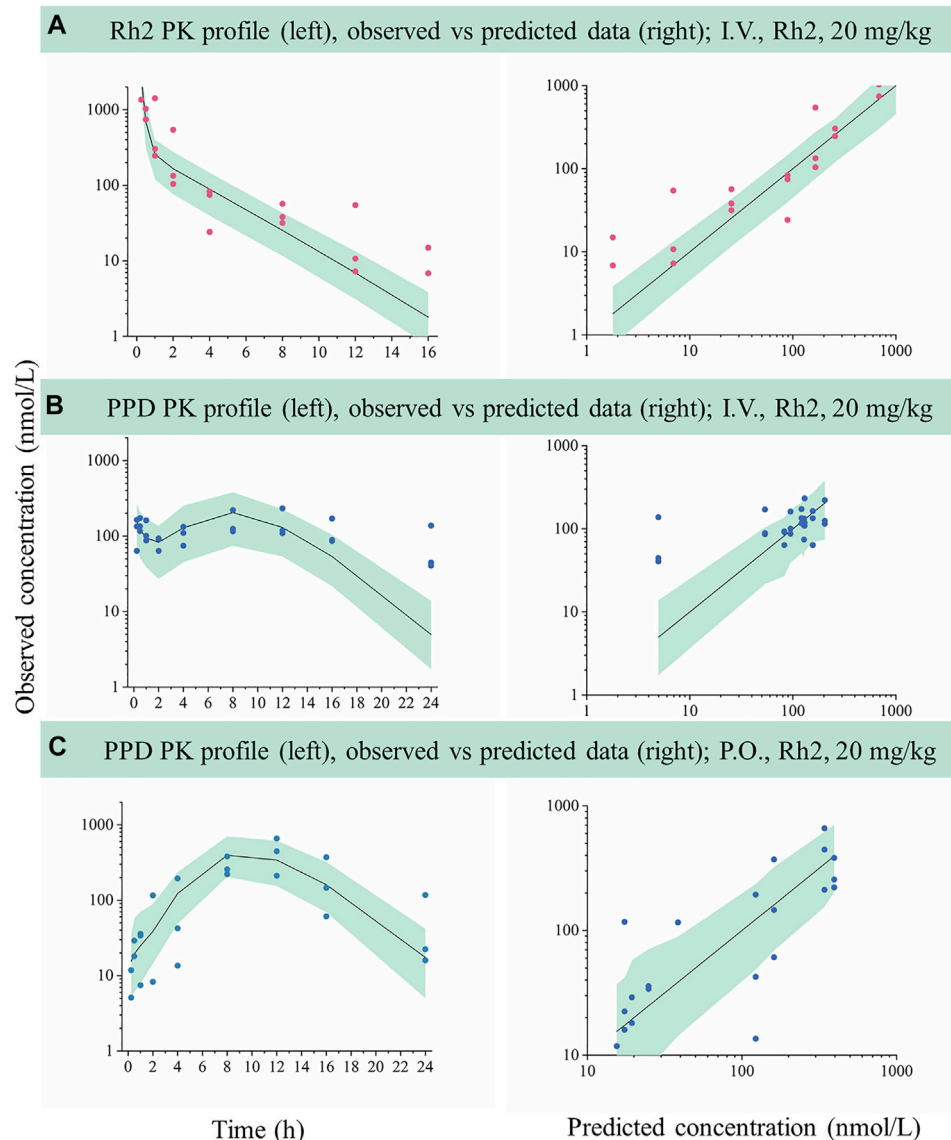 A Rh2 PK profile (left), observed vs predicted data (right); I.V., Rh2, 20 mg/kg
1000
100
10
1
0 2 4 6 8 10 12 14 16
1000
100
10
1
1 10 100 1000
Observed concentration (nmol/L)
B PPD PK profile (left), observed vs predicted data (right); I.V., Rh2, 20 mg/kg
1000
100
10
1
0 2 4 6 8 10 12 14 16 18 20 22 24
1000
100
10
1
1 10 100 1000
C PPD PK profile (left), observed vs predicted data (right); P.O., Rh2, 20 mg/kg
1000
100
10
1
0 2 4 6 8 10 12 14 16 18 20 22 24
1000
100
10
10 100 1000
Time (h)
Predicted concentration (nmol/L)